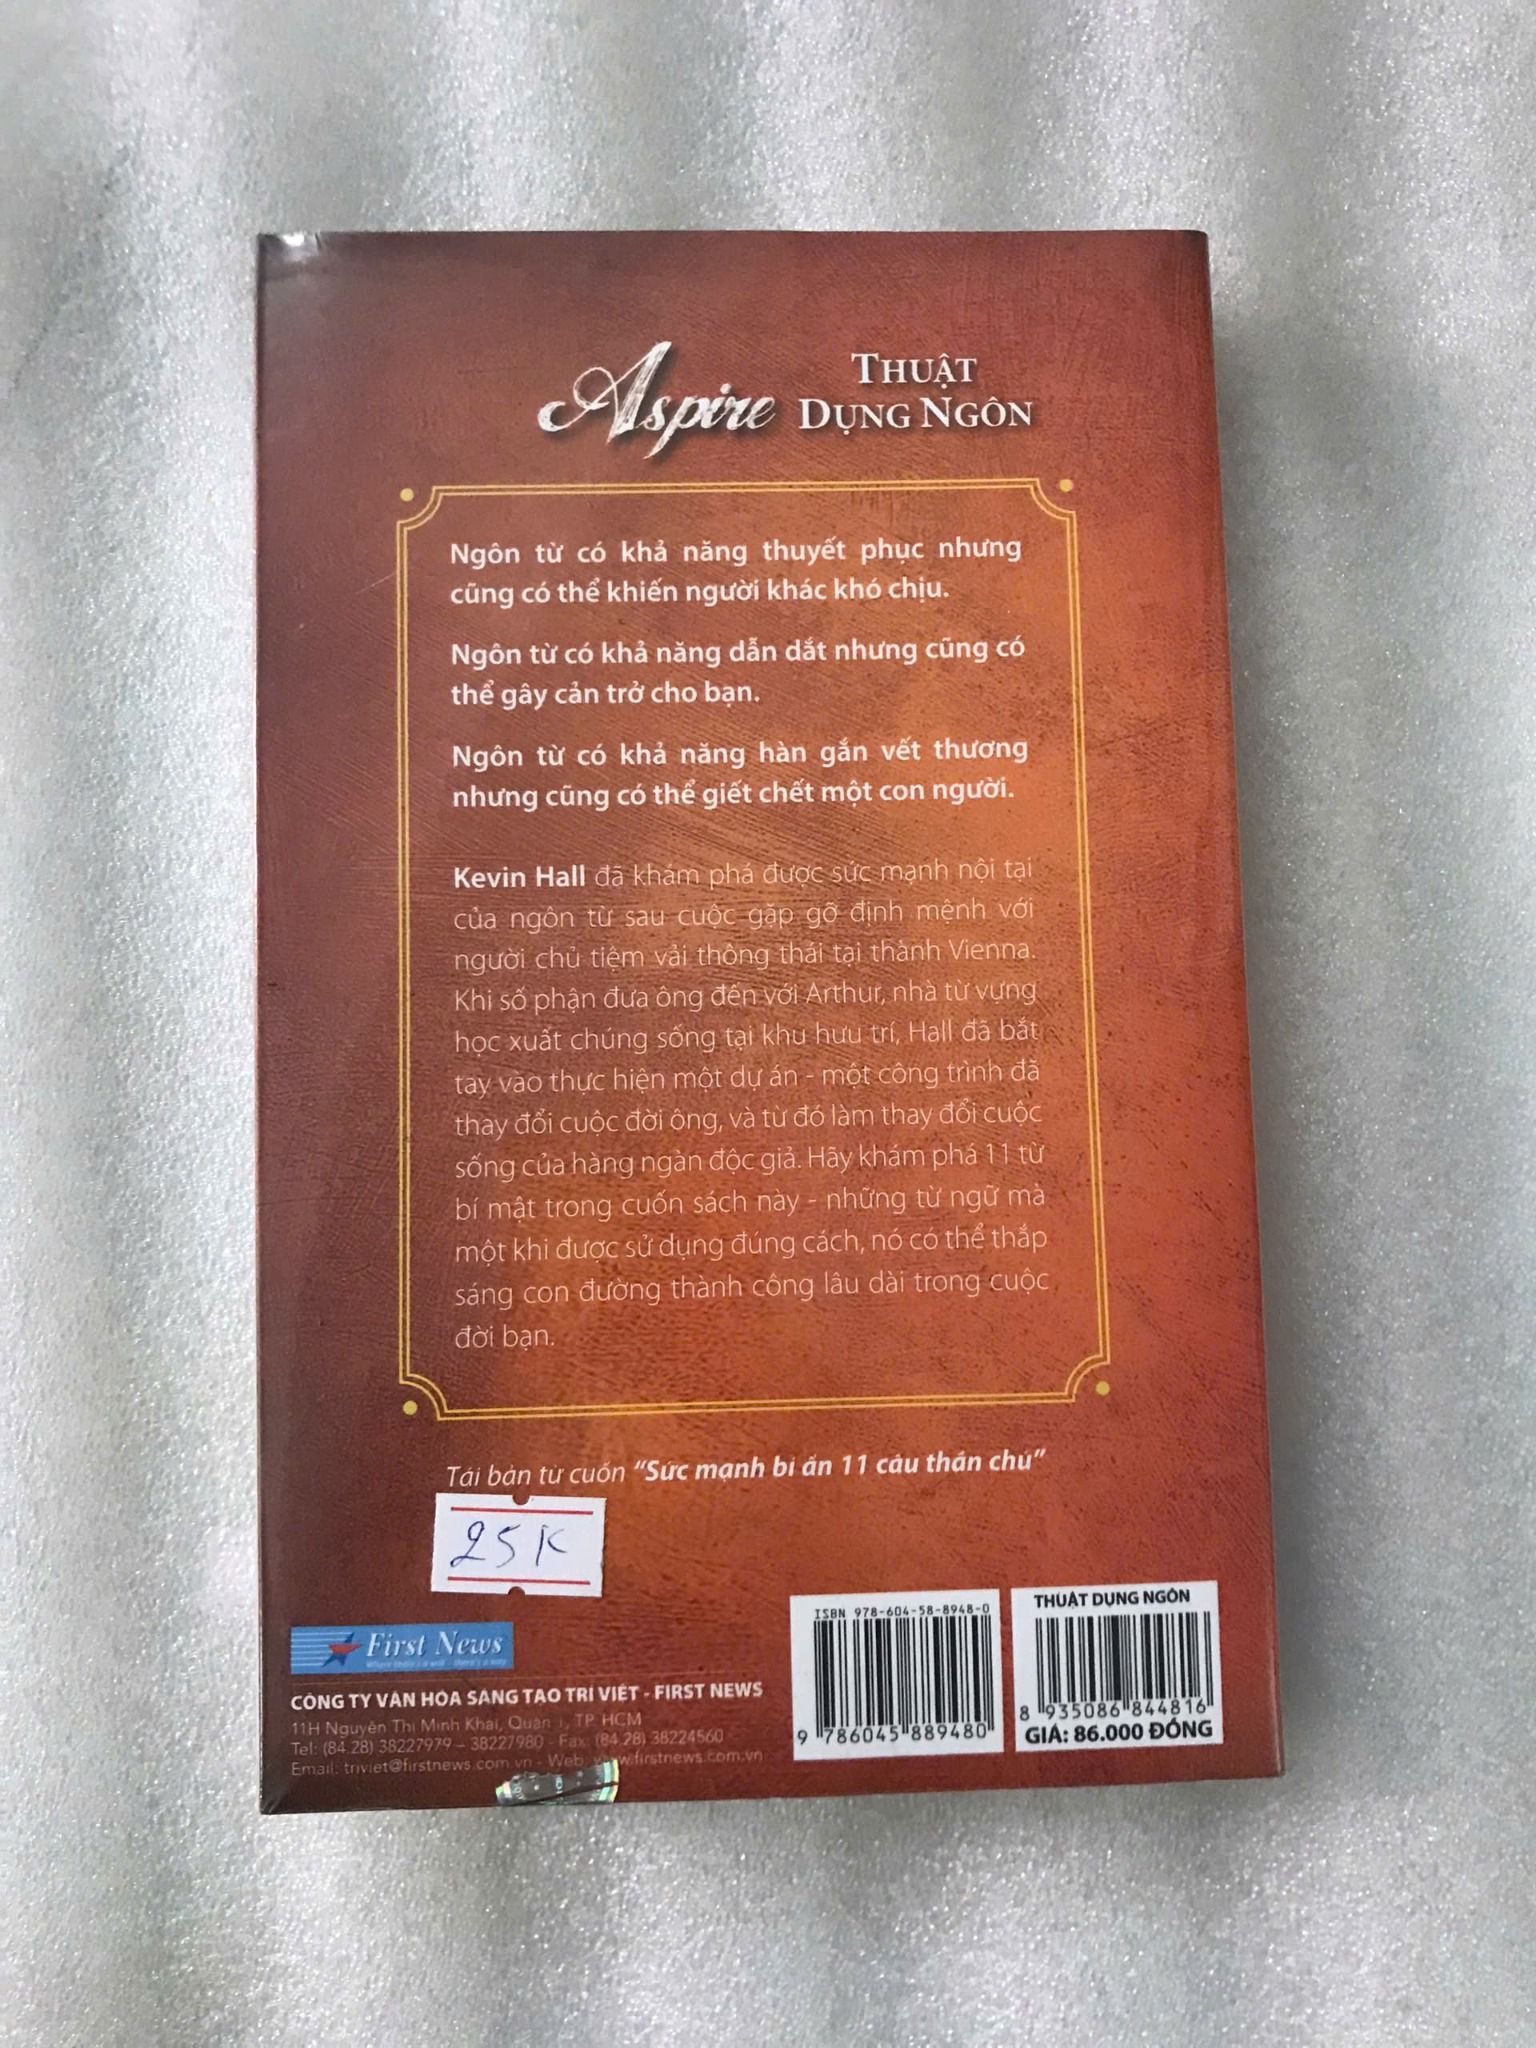 Aspire THUẬT DỤNG NGÔN
Ngôn từ có khả năng thuyết phục nhưng
cũng có thể khiến người khác khó chịu.
Ngôn từ có khả năng dẫn dắt nhưng cũng có
thể gây cản trở cho bạn.
Ngôn từ có khả năng hàn gắn vết thương
nhưng cũng có thể giết chết một con người.
Kevin Hall đã khám phá được sức mạnh nội tại
của ngôn từ sau cuộc gặp gỡ định mệnh với
người chủ tiệm vải thông thái tại thành Vienna.
Khi số phận đưa ông đến với Arthur, nhà từ vựng
học xuất chúng sống tại khu hưu trí, Hall đã bắt
tay vào thực hiện một dự án - một công trình đã
thay đổi cuộc đời ông, và từ đó làm thay đổi cuộc
sống của hàng ngàn độc giả. Hãy khám phá 11 từ
bí mật trong cuốn sách này - những từ ngữ mà
một khi được sử dụng đúng cách, nó có thể thắp
sáng con đường thành công lâu dài trong cuộc
đời bạn.
Tái bản từ cuốn "Sức mạnh bí ẩn 11 câu thần chú"
25K
First News
Where there's a will - there's a way
CÔNG TY VĂN HÓA SÁNG TẠO TRÍ VIỆT - FIRST NEWS
11H Nguyễn Thị Minh Khai, Quận 1, TP. HCM
Tel: (84.28) 38227979 – 38227980 - Fax: (84.28) 38224560
Email: triviet@firstnews.com.vn - Web: www.firstnews.com.vn
ISBN 978-604-58-8948-0
9 786045 889480
THUẬT DỤNG NGÔN
8 935086 844816
GIÁ: 86.000 ĐỒNG